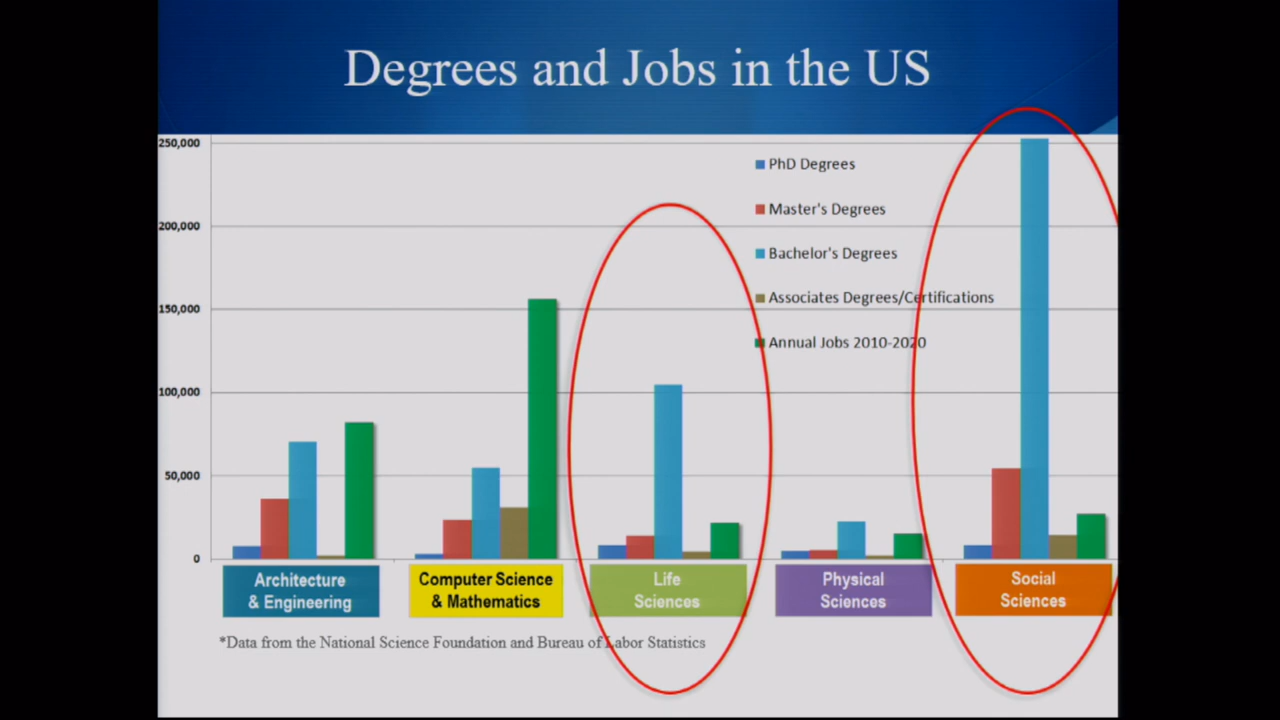 Degrees and Jobs in the US
250,000
200,000
150,000
100,000
50,000
0
PhD Degrees
Master's Degrees
Bachelor's Degrees
Associates Degrees/Certifications
Annual Jobs 2010-2020
Architecture
& Engineering
Computer Science
& Mathematics
Life
Sciences
Physical
Sciences
Social
Sciences
*Data from the National Science Foundation and Bureau of Labor Statistics